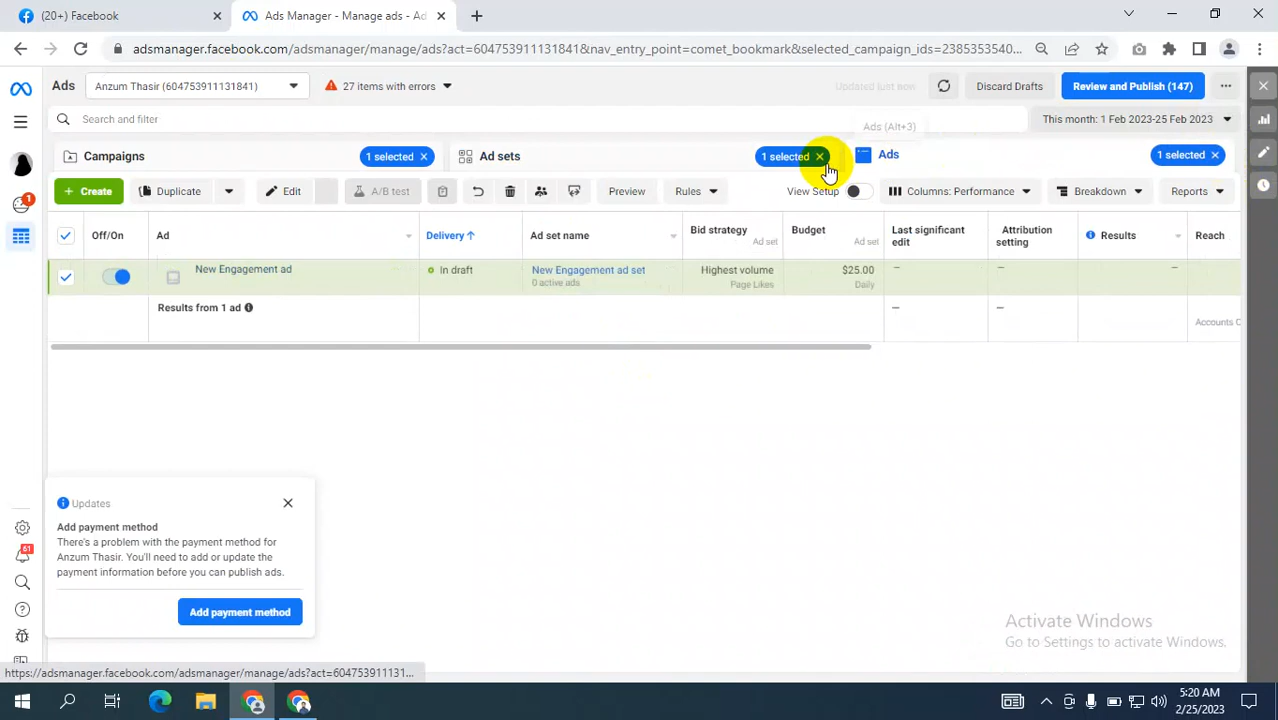 (20+) Facebook
Ads Manager - Manage ads - Ad
adsmanager.facebook.com/adsmanager/manage/ads?act=604753911131841&nav_entry_point=comet_bookmark&selected_campaign_ids=2385353540...
Ads
Anzum Thasir (604753911131841)
27 items with errors
Updated just now
Discard Drafts
Review and Publish (147)
Search and filter
Ads (Alt+3)
This month: 1 Feb 2023-25 Feb 2023
Campaigns
1 selected
Ad sets
1 selected
Ads
1 selected
1
+ Create
Duplicate
Edit
A/B test
Preview
Rules
View Setup
Columns: Performance
Breakdown
Reports
Off/On
Ad
Delivery ↑
Ad set name
Bid strategy
Ad set
Budget
Ad set
Last significant
edit
Attribution
setting
Results
Reach
New Engagement ad
In draft
New Engagement ad set
0 active ads
Highest volume
Page Likes
$25.00
Daily
—
—
—
Results from 1 ad
—
—
Accounts C
Updates
Add payment method
There's a problem with the payment method for
Anzum Thasir. You'll need to add or update the
payment information before you can publish ads.
Add payment method
51
Activate Windows
Go to Settings to activate Windows.
https://adsmanager.facebook.com/adsmanager/manage/ads?act=604753911131...
5:20 AM
2/25/2023